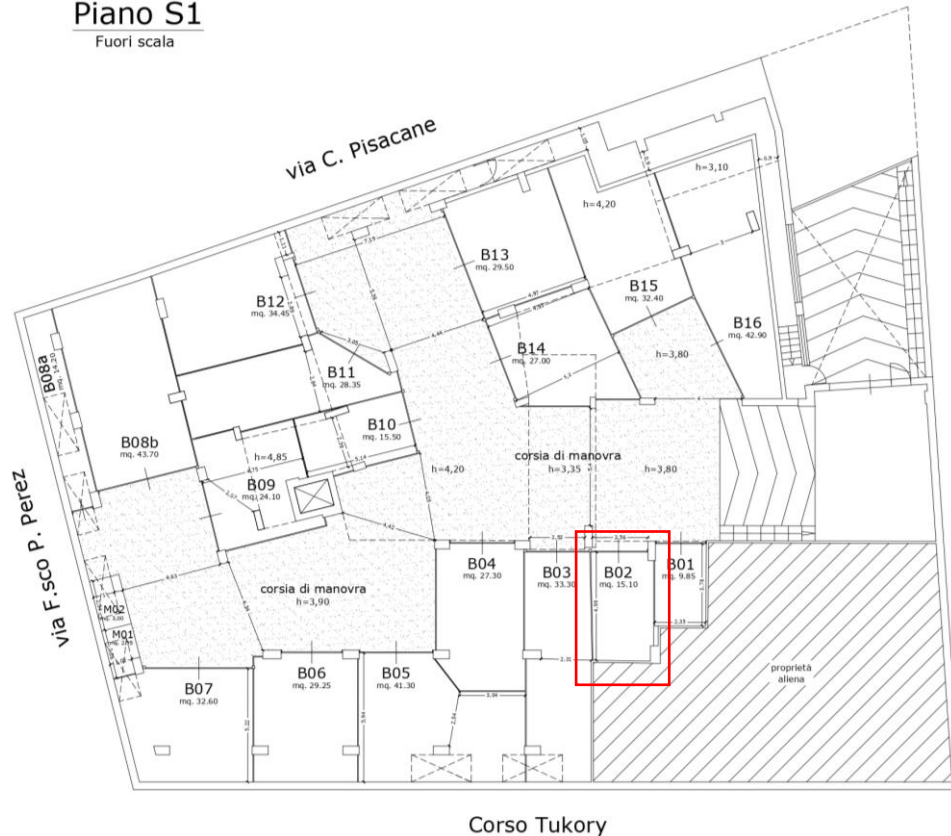 Piano S1
Fuori scala
via C. Pisacane
h=3,10
h=4,20
B13
mq. 29.50
B12
mq. 34.45
B15
mq. 32.40
B16
mq. 42.90
B14
mq. 27.00
h=3,80
B11
mq. 28.35
B08a
mq. 14.20
B10
mq. 15.50
B08b
mq. 43.70
h=4,85
B09
mq. 24.10
h=4,20
corsia di manovra
h=3,35
h=3,80
via F.sco P. Perez
B04
mq. 27.30
B03
mq. 33.30
B02
mq. 15.10
B01
mq. 9.85
corsia di manovra
h=3,90
M02
M01
B07
mq. 32.60
B06
mq. 29.25
B05
mq. 41.30
proprietà
aliena
Corso Tukory